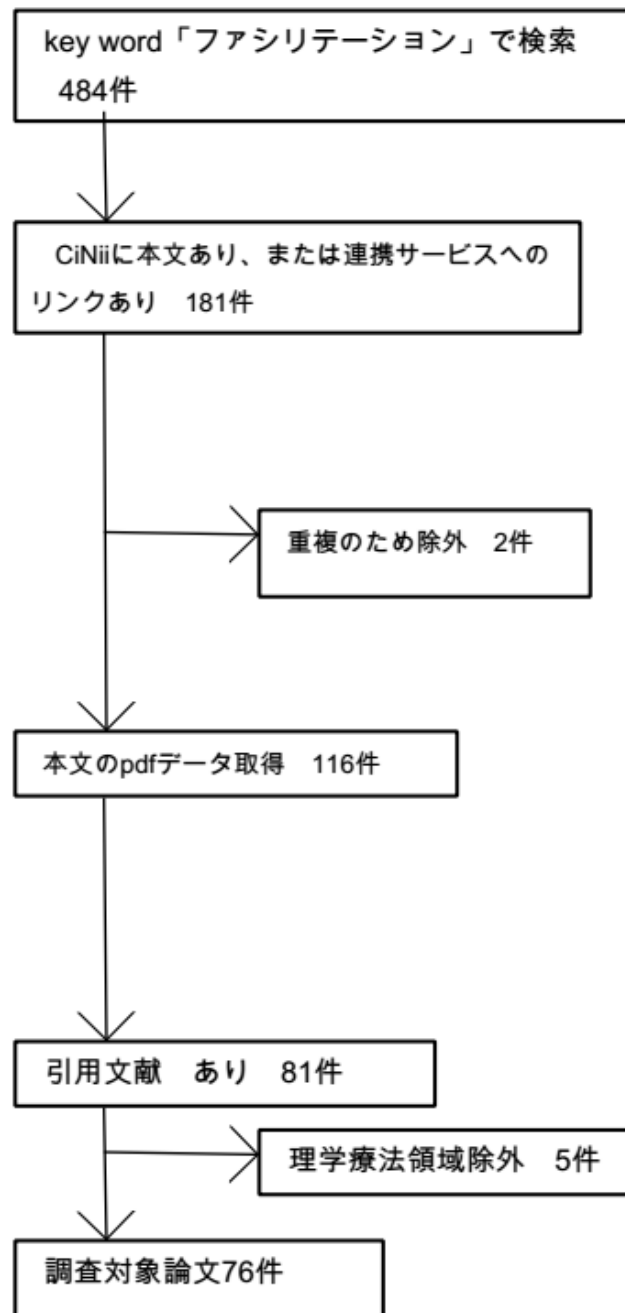 key word「ファシリテーション」で検索
484件
CiNiiに本文あり、または連携サービスへの
リンクあり　181件
重複のため除外　2件
本文のpdfデータ取得　116件
引用文献　あり　81件
理学療法領域除外　5件
調査対象論文76件